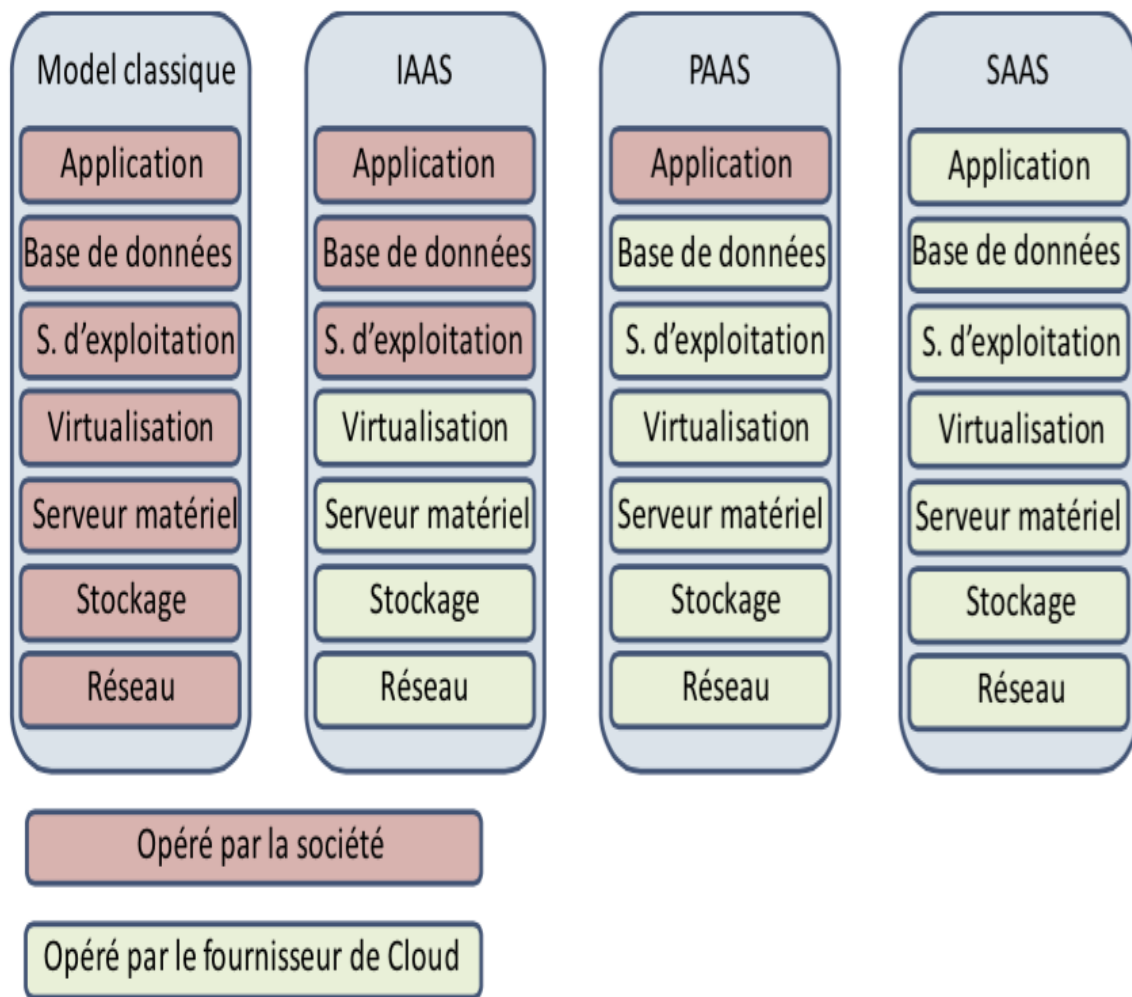 Model classique
Application
Base de données
S. d'exploitation
Virtualisation
Serveur matériel
Stockage
Réseau
IAAS
Application
Base de données
S. d'exploitation
Virtualisation
Serveur matériel
Stockage
Réseau
PAAS
Application
Base de données
S. d'exploitation
Virtualisation
Serveur matériel
Stockage
Réseau
SAAS
Application
Base de données
S. d'exploitation
Virtualisation
Serveur matériel
Stockage
Réseau
Opéré par la société
Opéré par le fournisseur de Cloud